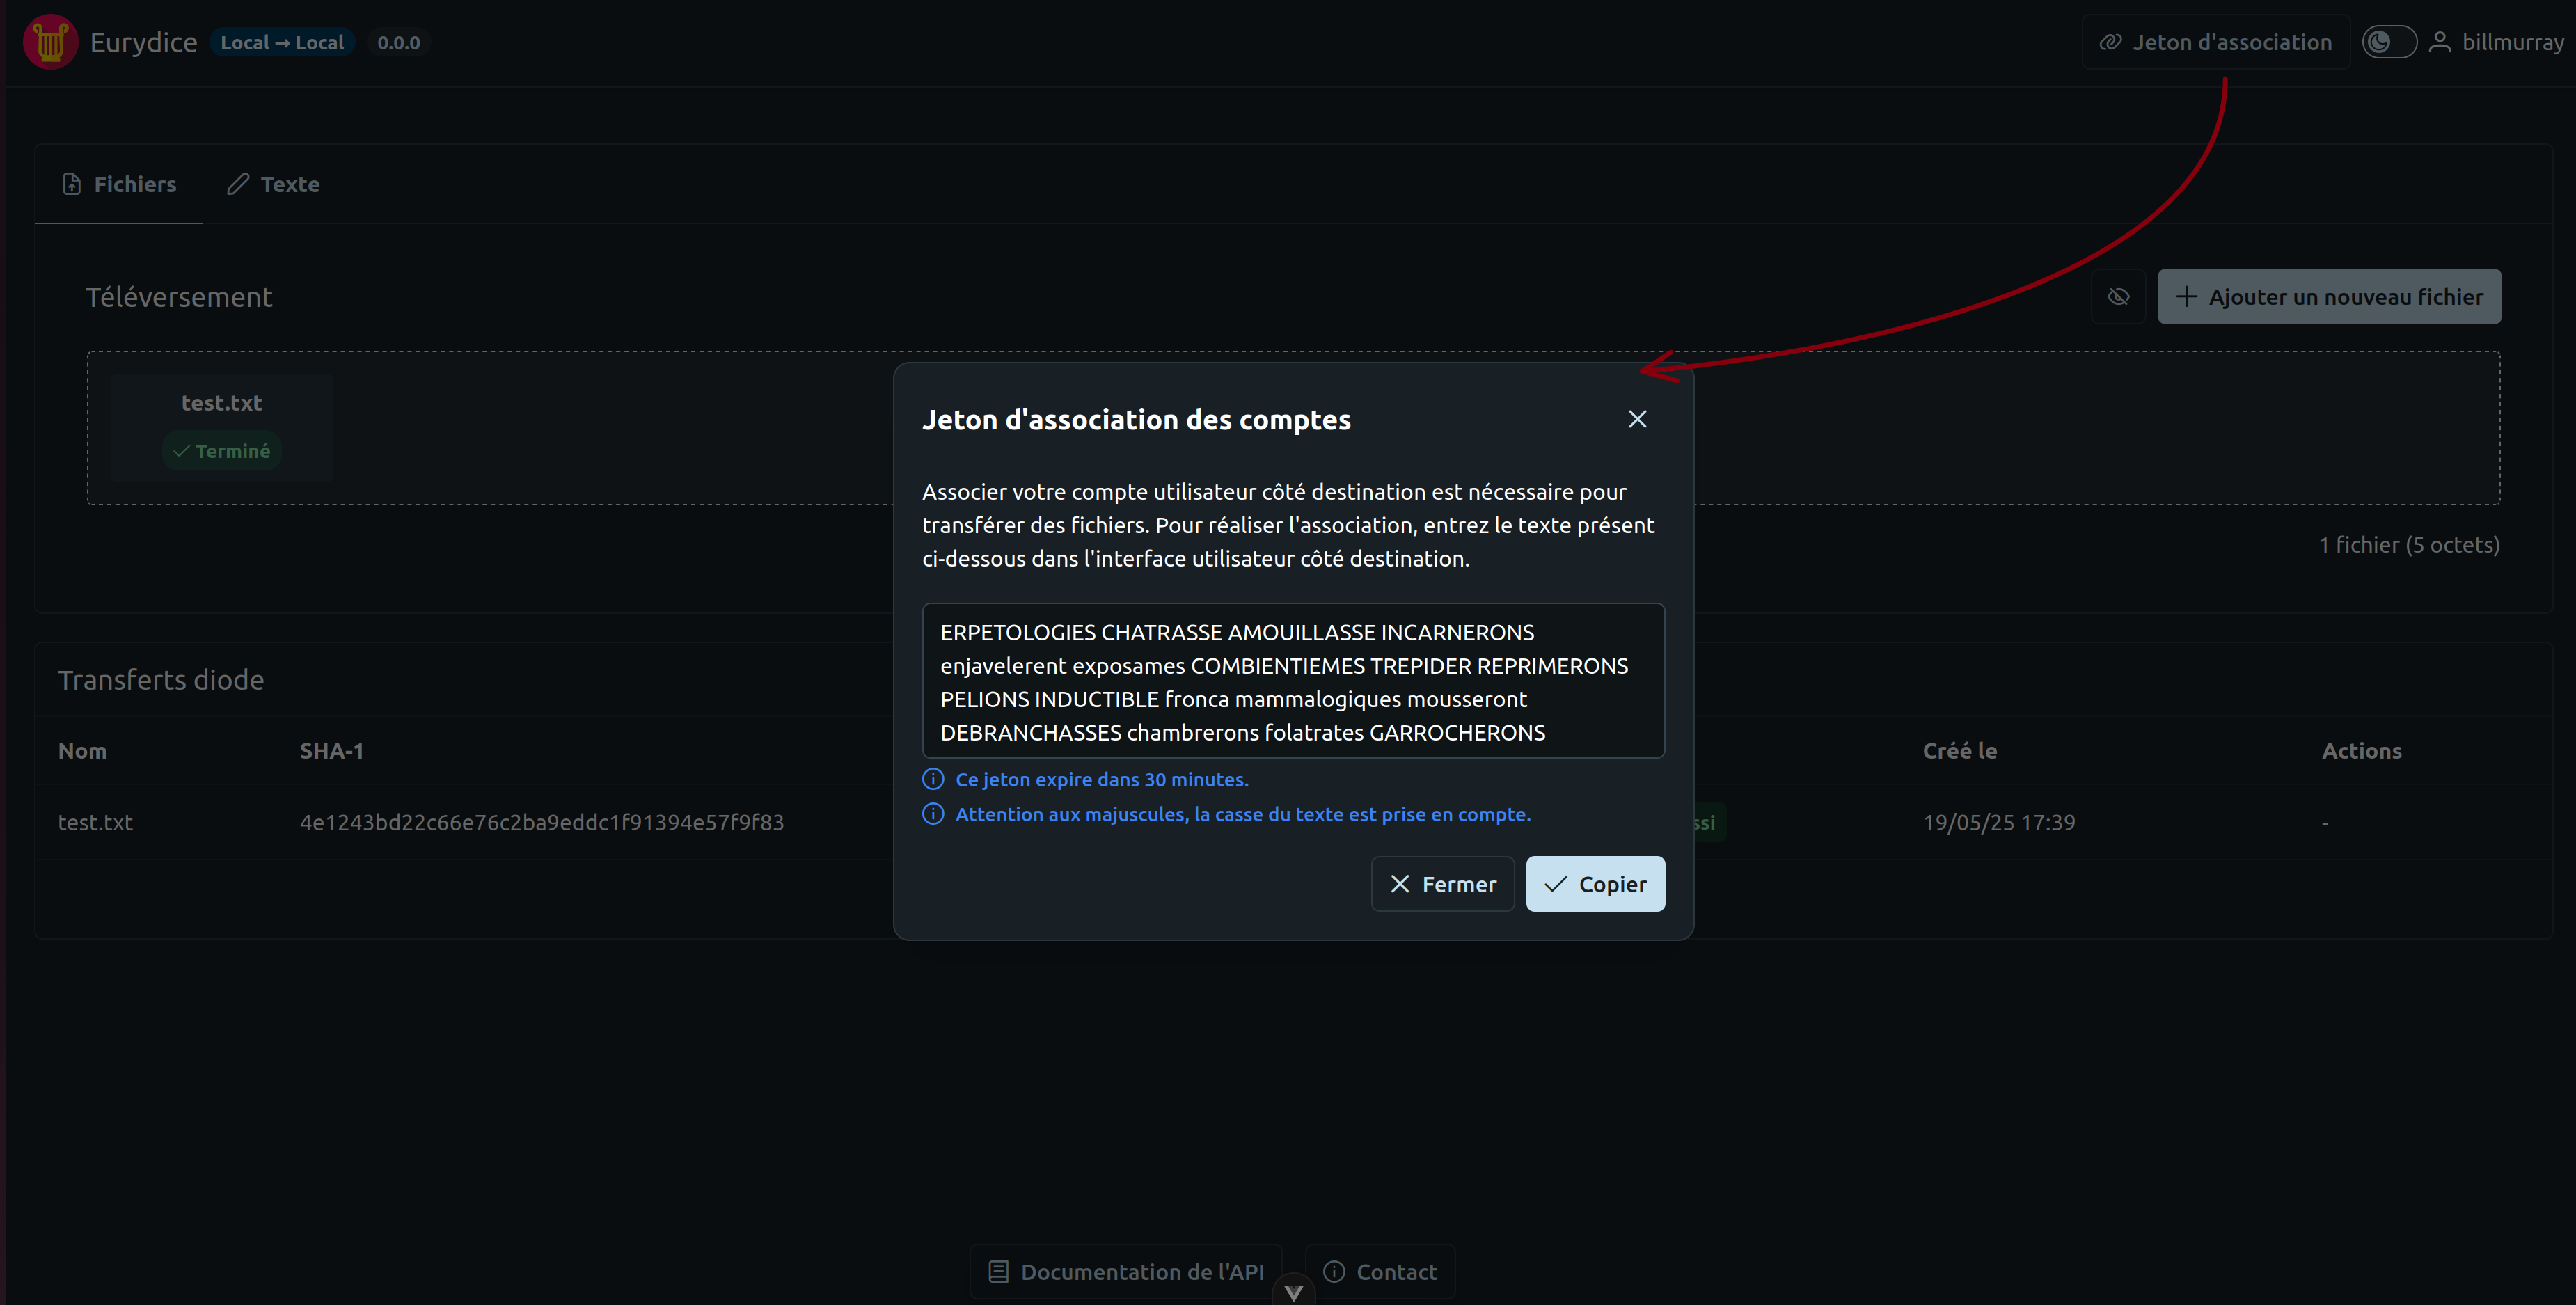 Eurydice Local → Local 0.0.0
Jeton d'association
billmurray
Fichiers
Texte
Téléversement
Ajouter un nouveau fichier
test.txt
Terminé
1 fichier (5 octets)
Jeton d'association des comptes
Associer votre compte utilisateur côté destination est nécessaire pour
transférer des fichiers. Pour réaliser l'association, entrez le texte présent
ci-dessous dans l'interface utilisateur côté destination.
ERPETOLOGIES CHATRASSE AMOUILLASSE INCARNERONS
enjavelerent exposames COMBIENTIEMES TREPIDER REPRIMERONS
PELIONS INDUCTIBLE fronca mammalogiques mousseront
DEBRANCHASSES chambrerons folatrates GARROCHERONS
Ce jeton expire dans 30 minutes.
Attention aux majuscules, la casse du texte est prise en compte.
Fermer
Copier
Transferts diode
Nom SHA-1 Créé le Actions
test.txt 4e1243bd22c66e76c2ba9eddc1f91394e57f9f83 ssi 19/05/25 17:39 -
Documentation de l'API
Contact